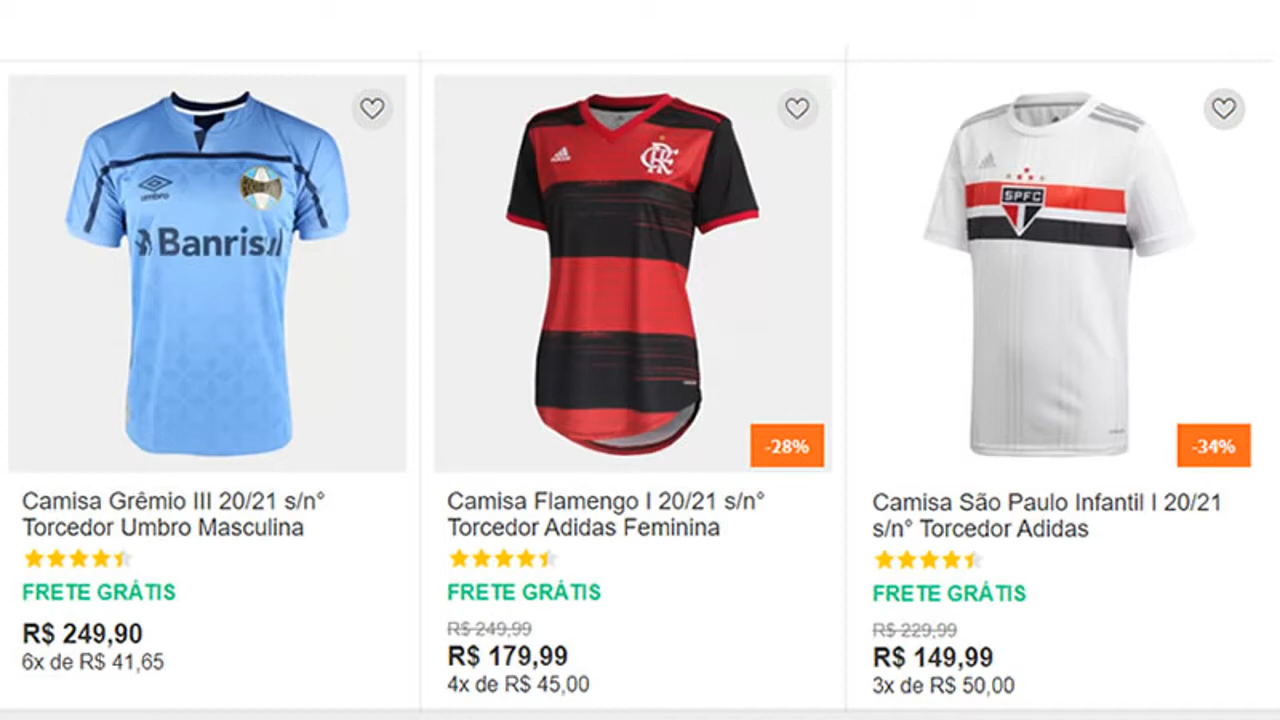 umbro
Banrisul
adidas
CRF
SPFC
-28%
-34%
Camisa Grêmio III 20/21 s/n°
Torcedor Umbro Masculina
FRETE GRÁTIS
R$ 249,90
6x de R$ 41,65
Camisa Flamengo I 20/21 s/n°
Torcedor Adidas Feminina
FRETE GRÁTIS
R$ 249,99
R$ 179,99
4x de R$ 45,00
Camisa São Paulo Infantil I 20/21
s/n° Torcedor Adidas
FRETE GRÁTIS
R$ 229,99
R$ 149,99
3x de R$ 50,00